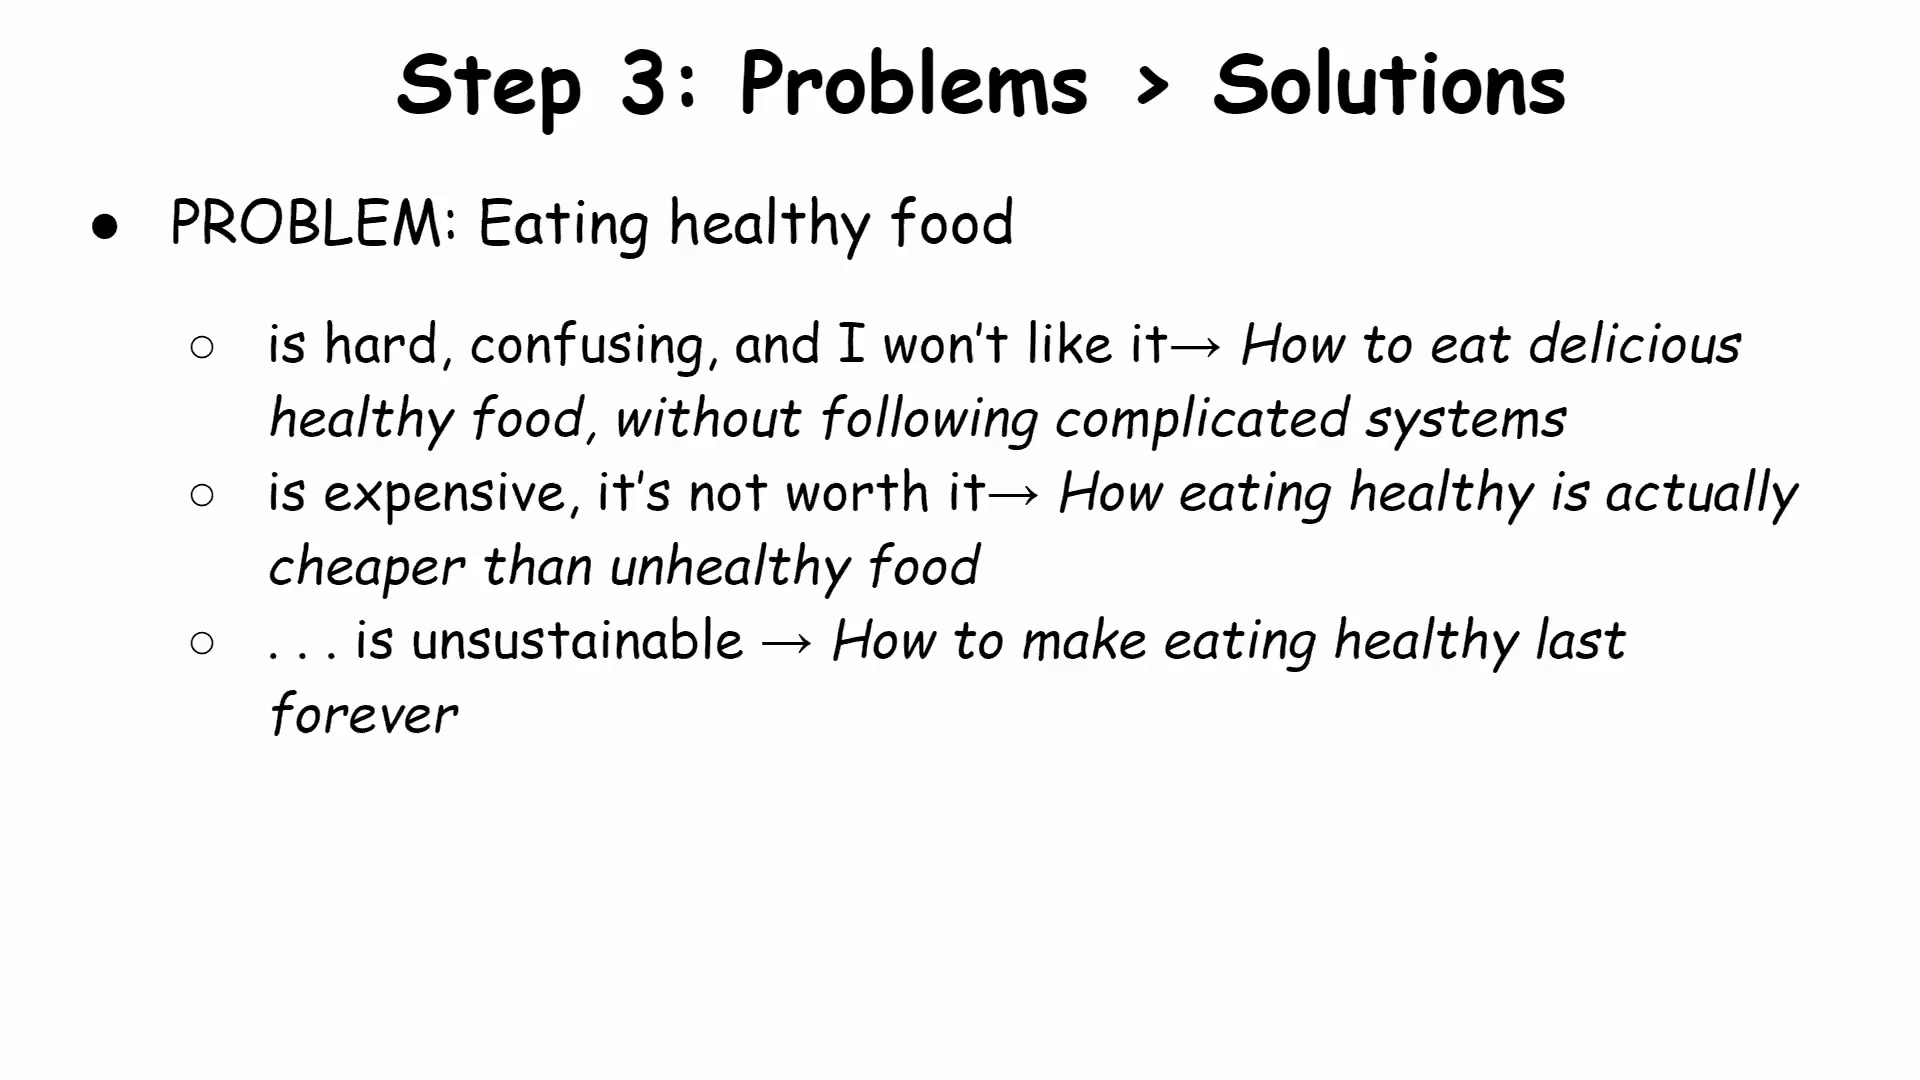 Step 3: Problems > Solutions
● PROBLEM: Eating healthy food
○ is hard, confusing, and I won't like it→ How to eat delicious
healthy food, without following complicated systems
○ is expensive, it's not worth it→ How eating healthy is actually
cheaper than unhealthy food
○ . . . is unsustainable → How to make eating healthy last
forever